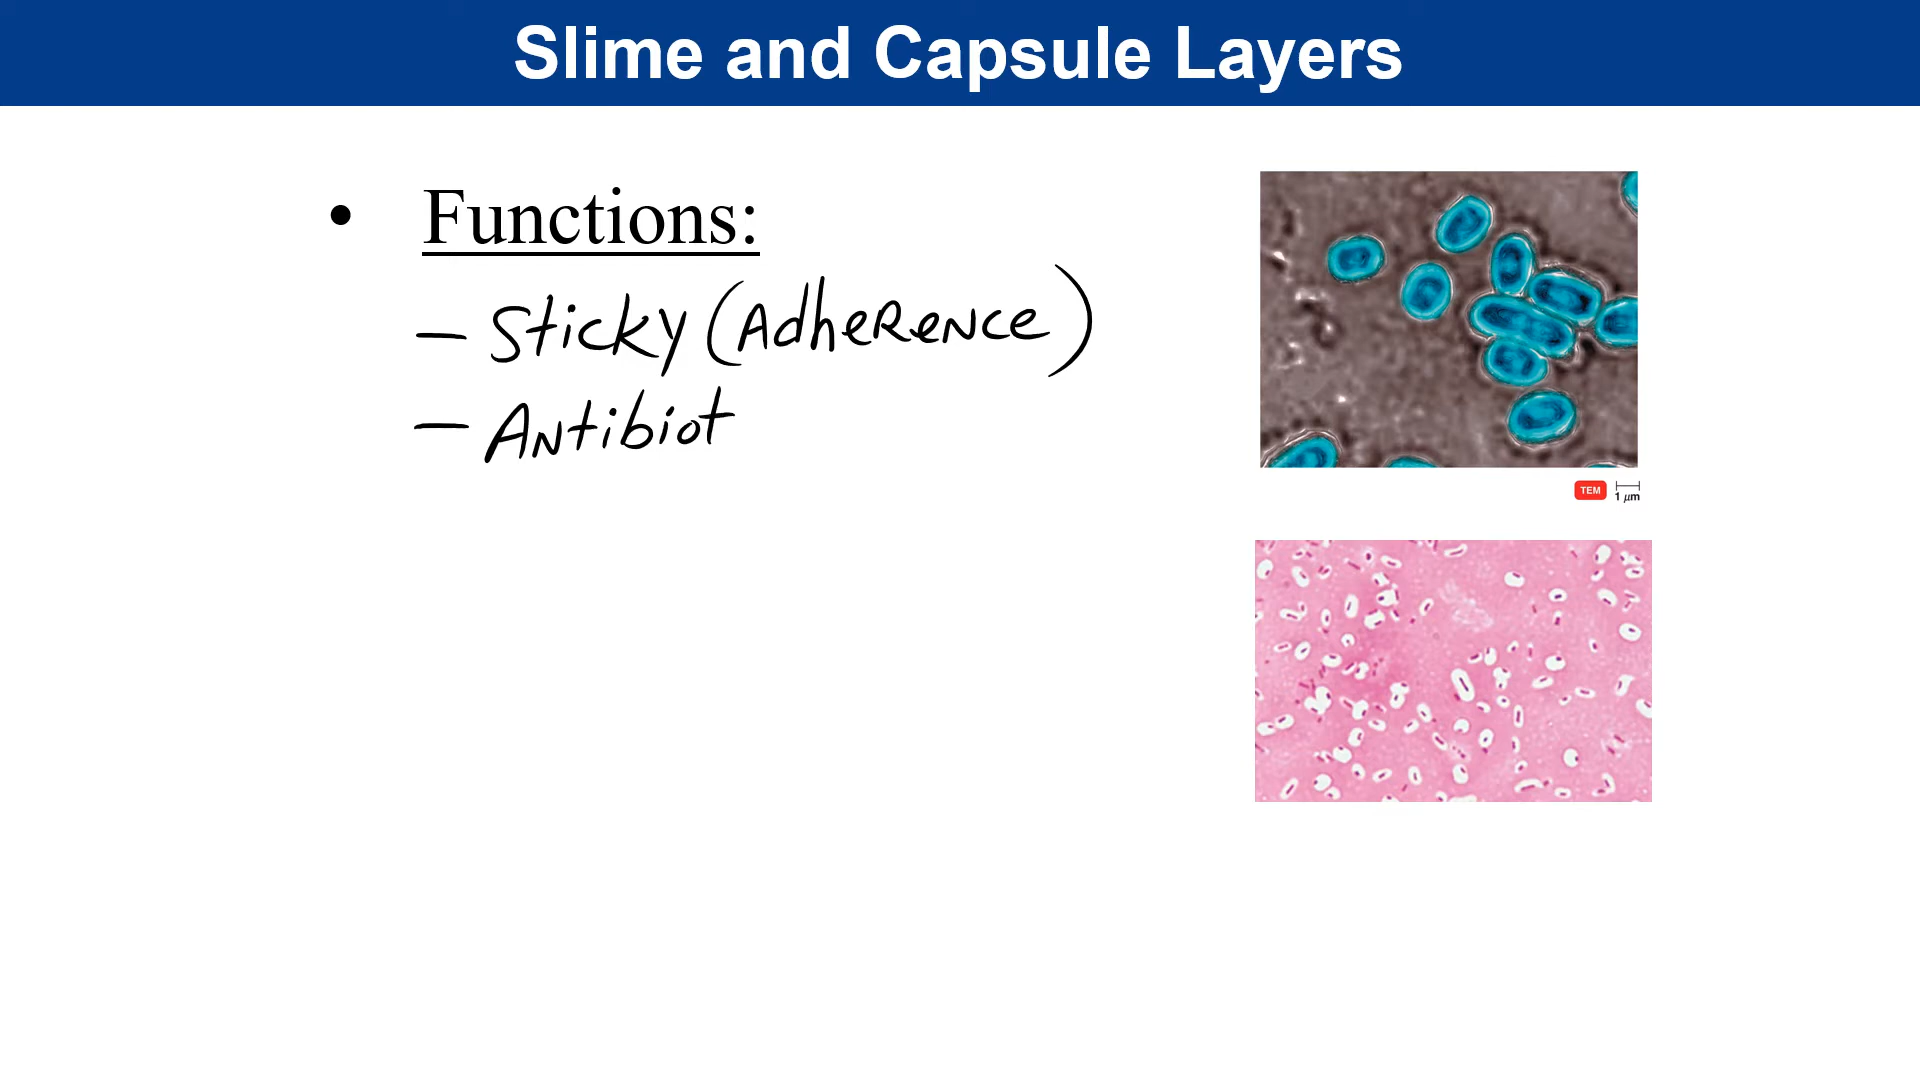 Slime and Capsule Layers
• Functions:
– Sticky (Adherence)
– Antibiot
TEM 1 μm